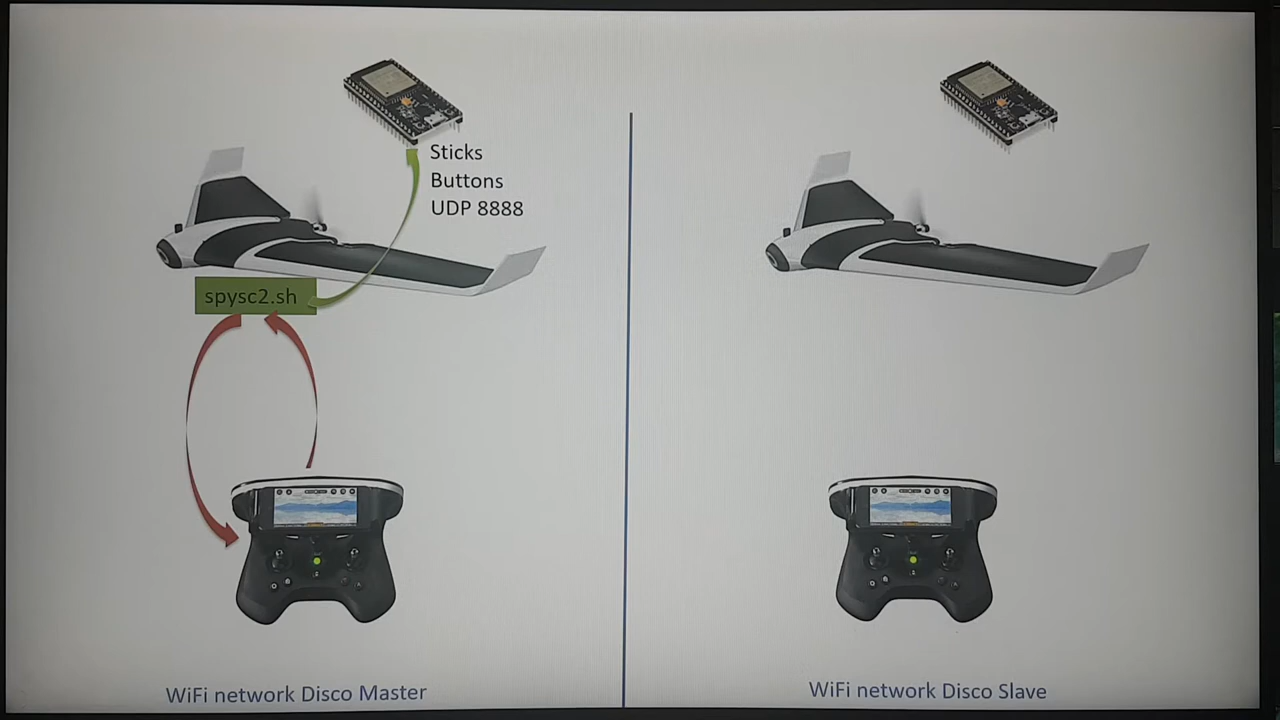 Sticks
Buttons
UDP 8888
spysc2.sh
WiFi network Disco Master
WiFi network Disco Slave